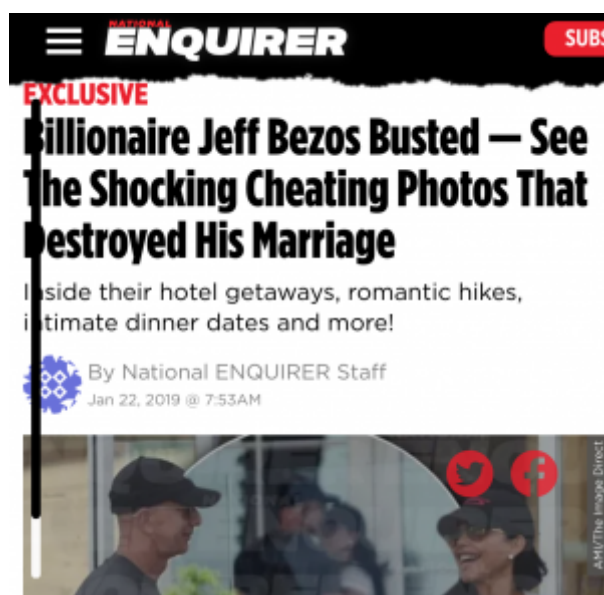 NATIONAL
ENQUIRER
SUBS
EXCLUSIVE
Billionaire Jeff Bezos Busted — See
The Shocking Cheating Photos That
Destroyed His Marriage
Inside their hotel getaways, romantic hikes,
intimate dinner dates and more!
By National ENQUIRER Staff
Jan 22, 2019 @ 7:53AM
AMI/The Image Direct